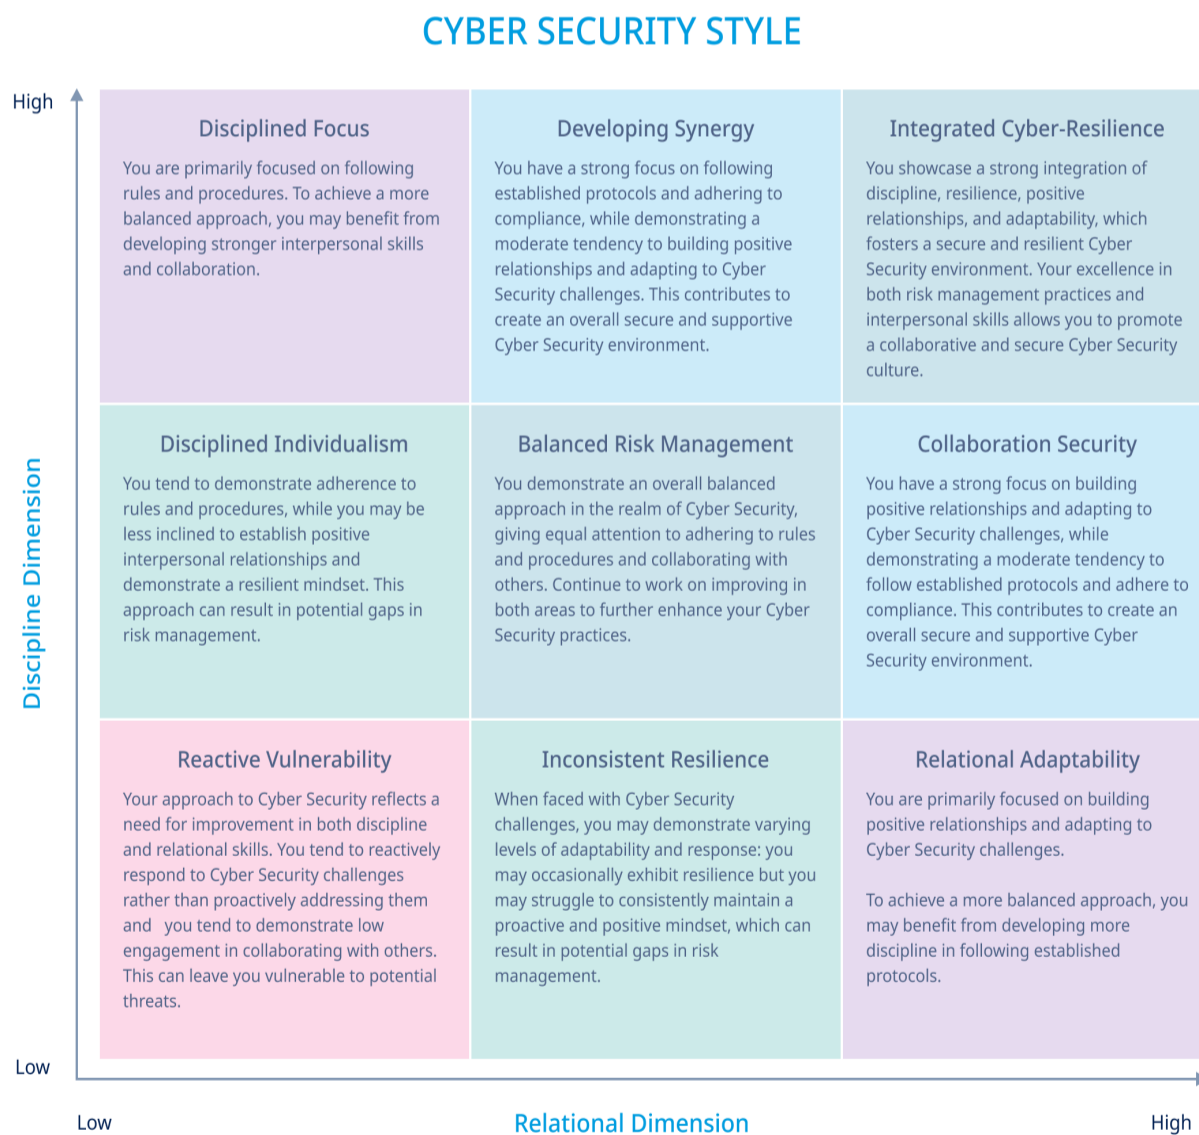 CYBER SECURITY STYLE
High
Disciplined Focus
You are primarily focused on following
rules and procedures. To achieve a more
balanced approach, you may benefit from
developing stronger interpersonal skills
and collaboration.
Developing Synergy
You have a strong focus on following
established protocols and adhering to
compliance, while demonstrating a
moderate tendency to building positive
relationships and adapting to Cyber
Security challenges. This contributes to
create an overall secure and supportive
Cyber Security environment.
Integrated Cyber-Resilience
You showcase a strong integration of
discipline, resilience, positive
relationships, and adaptability, which
fosters a secure and resilient Cyber
Security environment. Your excellence in
both risk management practices and
interpersonal skills allows you to promote
a collaborative and secure Cyber Security
culture.
Discipline Dimension
Disciplined Individualism
You tend to demonstrate adherence to
rules and procedures, while you may be
less inclined to establish positive
interpersonal relationships and
demonstrate a resilient mindset. This
approach can result in potential gaps in
risk management.
Balanced Risk Management
You demonstrate an overall balanced
approach in the realm of Cyber Security,
giving equal attention to adhering to rules
and procedures and collaborating with
others. Continue to work on improving in
both areas to further enhance your Cyber
Security practices.
Collaboration Security
You have a strong focus on building
positive relationships and adapting to
Cyber Security challenges, while
demonstrating a moderate tendency to
follow established protocols and adhere to
compliance. This contributes to create an
overall secure and supportive Cyber
Security environment.
Reactive Vulnerability
Your approach to Cyber Security reflects a
need for improvement in both discipline
and relational skills. You tend to reactively
respond to Cyber Security challenges
rather than proactively addressing them
and   you tend to demonstrate low
engagement in collaborating with others.
This can leave you vulnerable to potential
threats.
Inconsistent Resilience
When faced with Cyber Security
challenges, you may demonstrate varying
levels of adaptability and response: you
may occasionally exhibit resilience but you
may struggle to consistently maintain a
proactive and positive mindset, which can
result in potential gaps in risk
management.
Relational Adaptability
You are primarily focused on building
positive relationships and adapting to
Cyber Security challenges.
To achieve a more balanced approach, you
may benefit from developing more
discipline in following established
protocols.
Low
Low
Relational Dimension
High